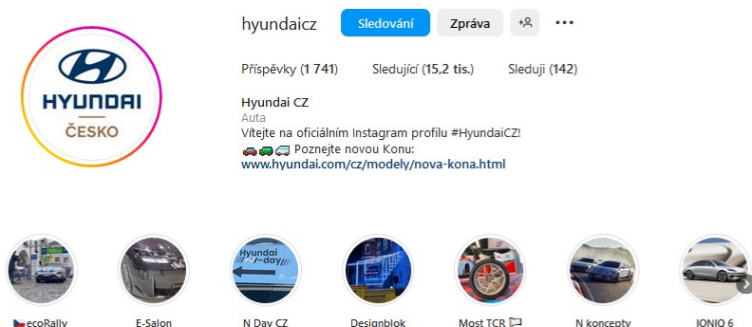 hyundaicz Sledování Zpráva
Příspěvky (1 741) Sledující (15,2 tis.) Sleduji (142)
HYUNDAI
ČESKO
Hyundai CZ
Auta
Vítejte na oficiálním Instagram profilu #HyundaiCZ!
🚗🚙🚐 Poznejte novou Konu:
www.hyundai.com/cz/modely/nova-kona.html
Hyundai
-day
🇨🇿ecoRally E-Salon N Day CZ Designblok Most TCR 🏳 N koncepty IONIQ 6